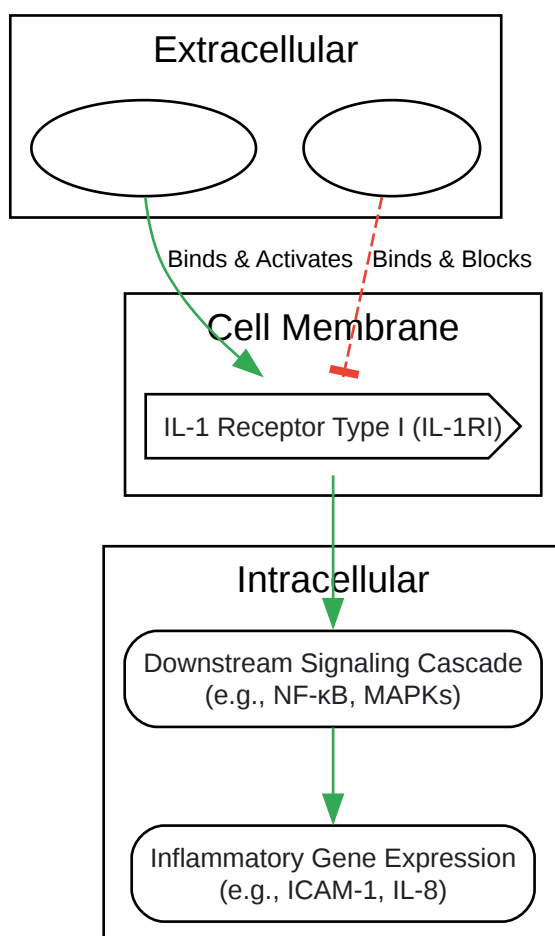 Extracellular
Binds & Activates
Binds & Blocks
Cell Membrane
IL-1 Receptor Type I (IL-1RI)
Intracellular
Downstream Signaling Cascade
(e.g., NF-κB, MAPKs)
Inflammatory Gene Expression
(e.g., ICAM-1, IL-8)